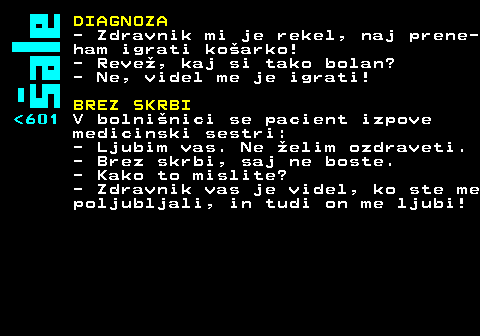 Šale
DIAGNOZA
- Zdravnik mi je rekel, naj prene-
ham igrati košarko!
- Revež, kaj si tako bolan?
- Ne, videl me je igrati!
BREZ SKRBI
<601 V bolnišnici se pacient izpove
medicinski sestri:
- Ljubim vas. Ne želim ozdraveti.
- Brez skrbi, saj ne boste.
- Kako to mislite?
- Zdravnik vas je videl, ko ste me
poljubljali, in tudi on me ljubi!